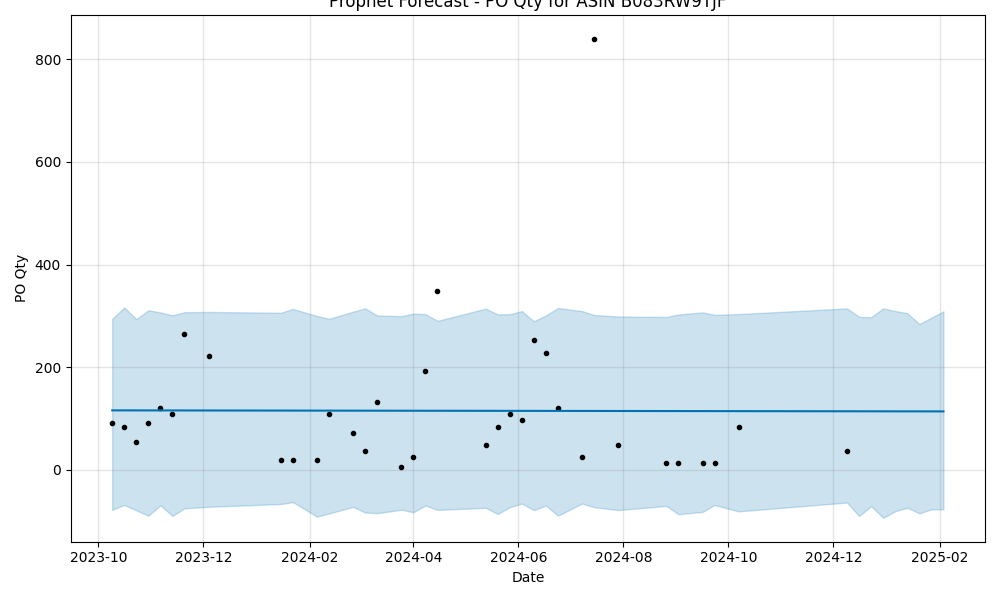 Prophet Forecast - PO Qty for ASIN B083RW9TJF
800
600
400
200
0
PO Qty
2023-10 2023-12 2024-02 2024-04 2024-06 2024-08 2024-10 2024-12 2025-02
Date